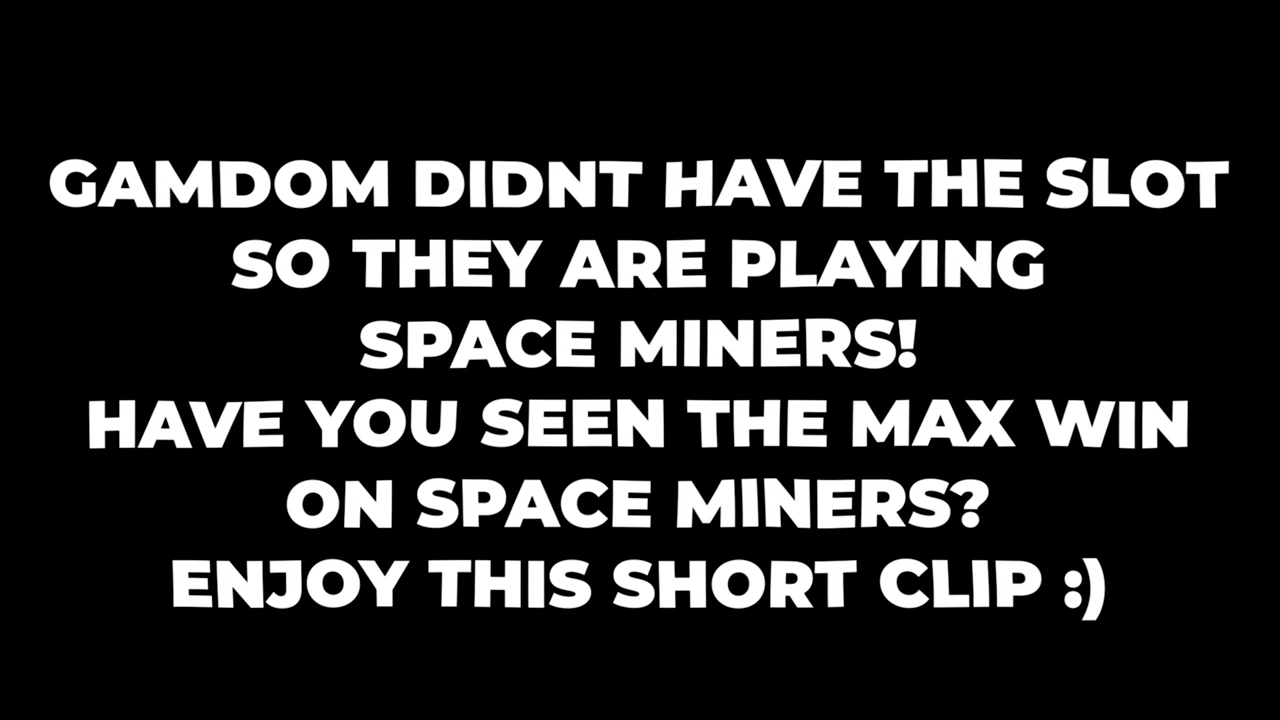 GAMDOM DIDNT HAVE THE SLOT
SO THEY ARE PLAYING
SPACE MINERS!
HAVE YOU SEEN THE MAX WIN
ON SPACE MINERS?
ENJOY THIS SHORT CLIP :)